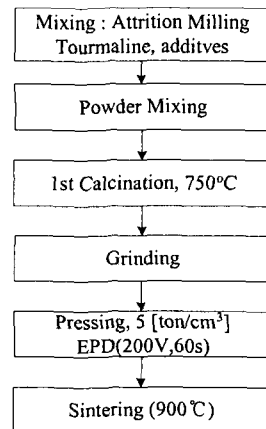 Mixing : Attrition Milling
Tourmaline, additves
Powder Mixing
1st Calcination, 750°C
Grinding
Pressing, 5 [ton/cm³]
EPD(200V,60s)
Sintering (900℃)